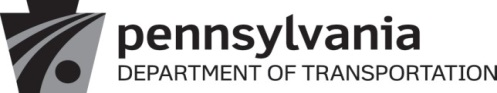 pennsylvania
DEPARTMENT OF TRANSPORTATION